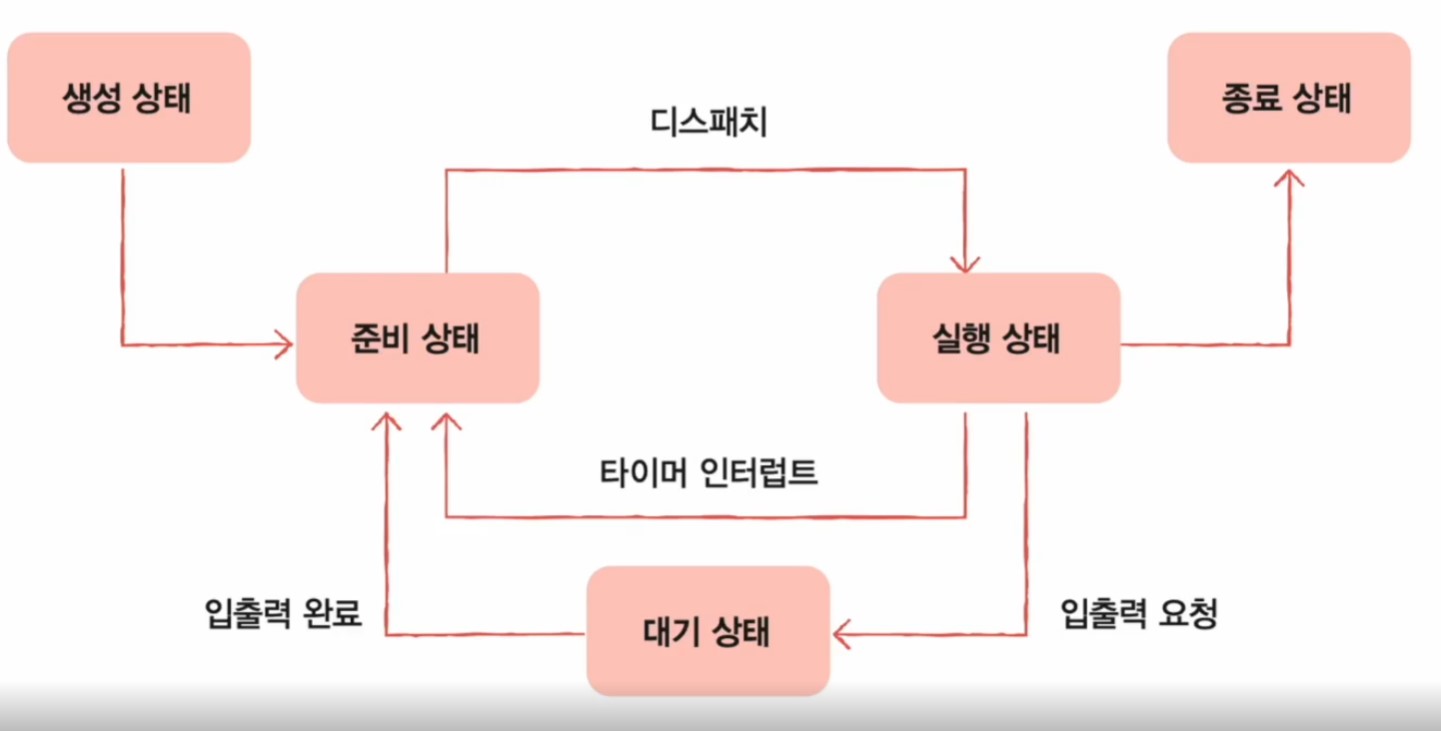 생성 상태
종료 상태
디스패치
준비 상태
실행 상태
타이머 인터럽트
입출력 완료
대기 상태
입출력 요청